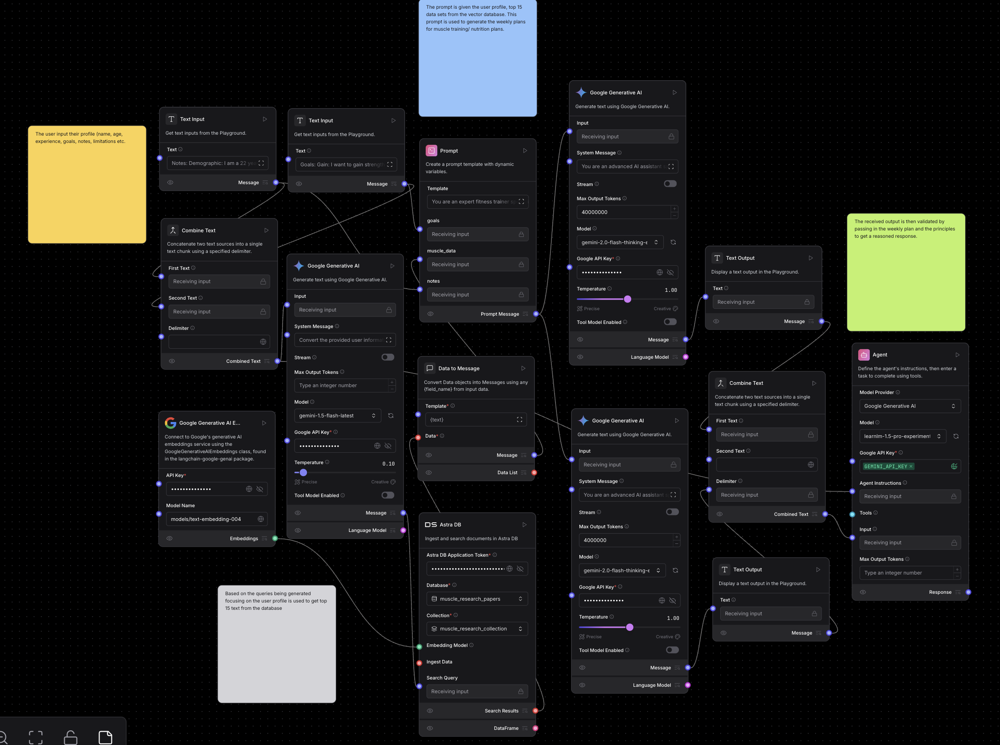 The prompt is given the user profile, top 15
data sets from the vector database. This
prompt is used to generate the weekly plans
for muscle training/ nutrition plans.
The user input their profile (name, age,
experience, goals, notes, limitations etc.
Text Input
Get text inputs from the Playground.
Text
Notes: Demographic: I am a 22 yea
Message
Text Input
Get text inputs from the Playground.
Text
Goals: Gain: I want to gain strength
Message
Combine Text
Concatenate two text sources into a single
text chunk using a specified delimiter.
First Text
Receiving input
Second Text
Receiving input
Delimiter
Combined Text
Google Generative AI E...
Connect to Google's generative AI
embeddings service using the
GoogleGenerativeAIEmbeddings class, found
in the langchain-google-genai package.
API Key*
••••••••••••••
Model Name
models/text-embedding-004
Embeddings
Based on the queries being generated
focusing on the user profile is used to get top
15 text from the database
Google Generative AI
Generate text using Google Generative AI.
Input
Receiving input
System Message
Convert the provided user informat
Stream
Max Output Tokens
Type an integer number
Model
gemini-1.5-flash-latest
Google API Key*
••••••••••••••
Temperature
0.10
Precise
Creative
Tool Model Enabled
Message
Language Model
Prompt
Create a prompt template with dynamic
variables.
Template
You are an expert fitness trainer sp
goals
Receiving input
muscle_data
Receiving input
notes
Receiving input
Prompt Message
Data to Message
Convert Data objects into Messages using any
{field_name} from input data.
Template*
{text}
Data*
Message
Data List
DS Astra DB
Ingest and search documents in Astra DB
Astra DB Application Token*
••••••••••••••••••••••••••
Database*
muscle_research_papers
Collection*
muscle_research_collection
Embedding Model
Ingest Data
Search Query
Receiving input
Search Results
DataFrame
Google Generative AI
Generate text using Google Generative AI.
Input
Receiving input
System Message
You are an advanced AI assistant s
Stream
Max Output Tokens
40000000
Model
gemini-2.0-flash-thinking-e
Google API Key*
••••••••••••••
Temperature
1.00
Precise
Creative
Tool Model Enabled
Message
Language Model
Google Generative AI
Generate text using Google Generative AI.
Input
Receiving input
System Message
You are an advanced AI assistant s
Stream
Max Output Tokens
4000000
Model
gemini-2.0-flash-thinking-e
Google API Key*
••••••••••••••
Temperature
1.00
Precise
Creative
Tool Model Enabled
Message
Language Model
Text Output
Display a text output in the Playground.
Text
Receiving input
Message
Combine Text
Concatenate two text sources into a single
text chunk using a specified delimiter.
First Text
Receiving input
Second Text
Delimiter
Receiving input
Combined Text
Text Output
Display a text output in the Playground.
Text
Receiving input
Message
The received output is then validated by
passing in the weekly plan and the principles
to get a reasoned response.
Agent
Define the agent's instructions, then enter a
task to complete using tools.
Model Provider
Google Generative AI
Model
learnlm-1.5-pro-experiment
Google API Key*
GEMINI_API_KEY ×
Agent Instructions
Receiving input
Tools
Input
Receiving input
Max Output Tokens
Type an integer number
Response